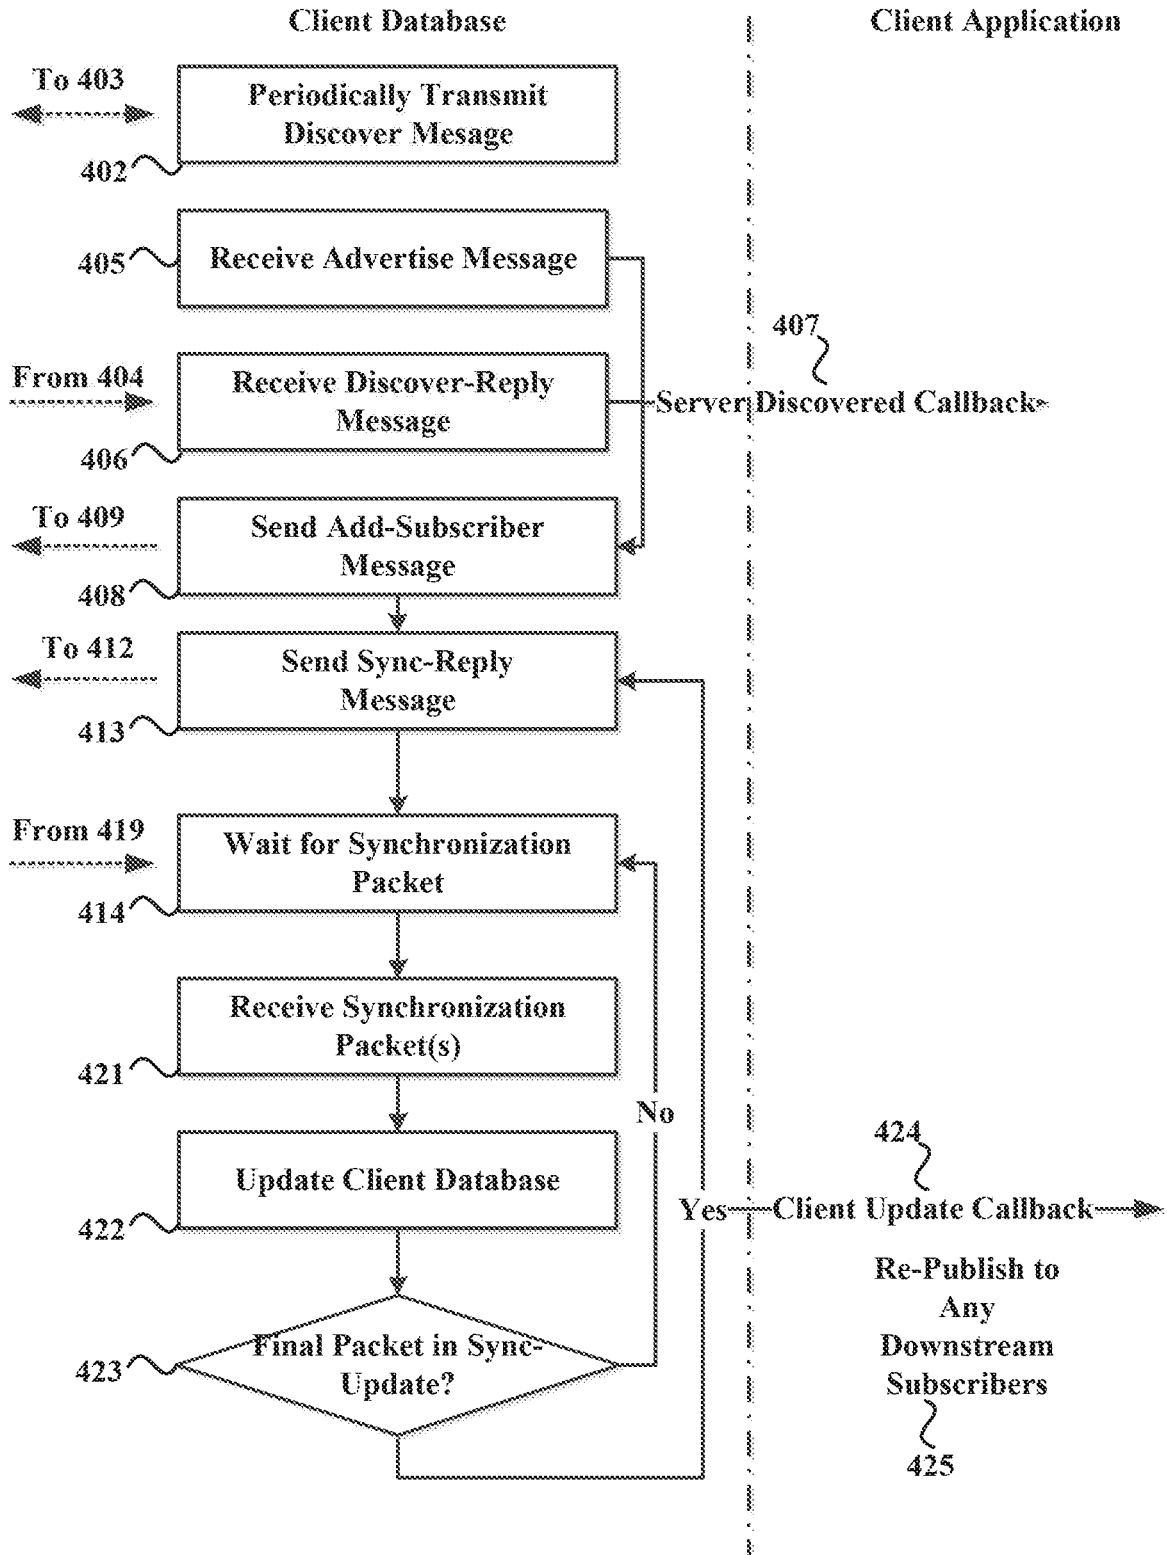 Client Database
Client Application
To 403
Periodically Transmit
Discover Mesage
402
Receive Advertise Message
405
407
From 404
Receive Discover-Reply
Message
Server Discovered Callback
406
To 409
Send Add-Subscriber
Message
408
To 412
Send Sync-Reply
Message
413
From 419
Wait for Synchronization
Packet
414
Receive Synchronization
Packet(s)
421
No
424
Update Client Database
Yes
Client Update Callback
422
Re-Publish to
Any
Downstream
Subscribers
Final Packet in Sync-
Update?
423
425